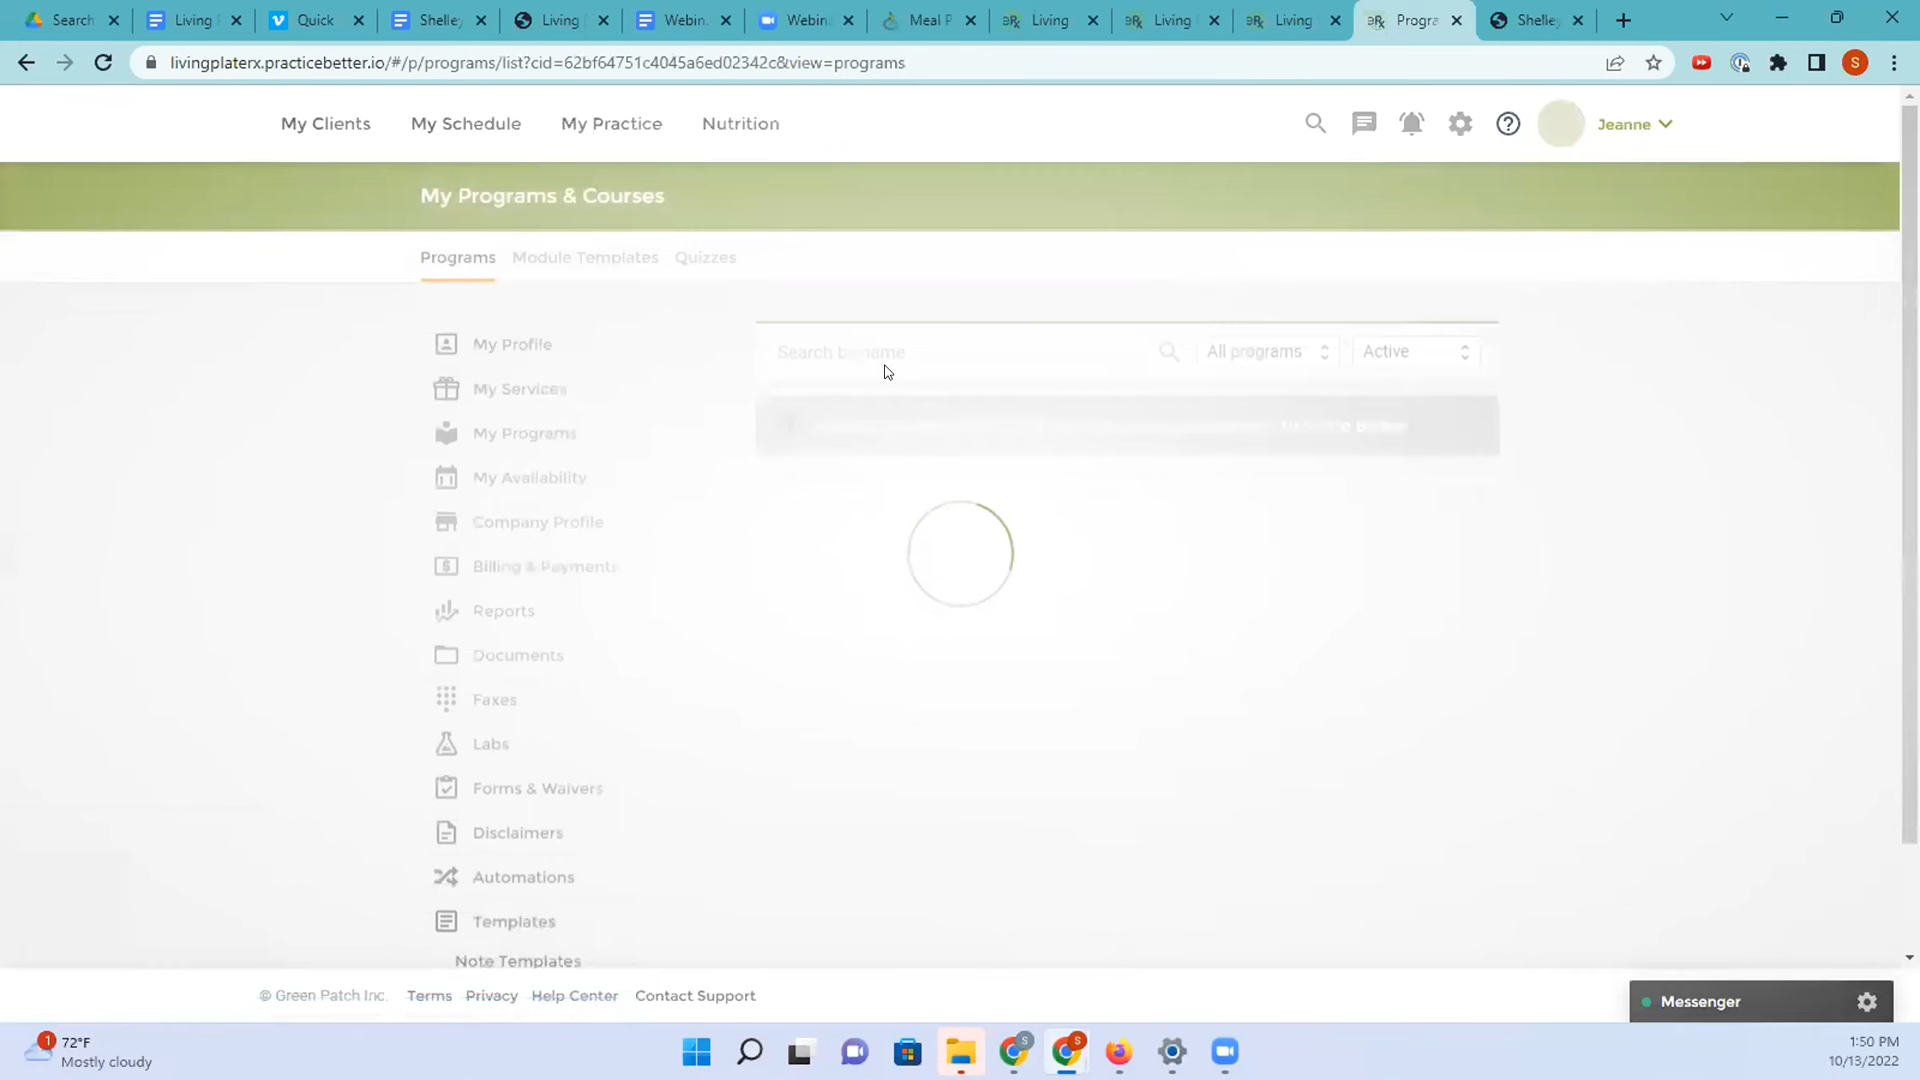 Search
Living
Quick
Shelley
Living
Webin
Webin
Meal P
Living
Living
Living
Progra
Shelley
livingplaterx.practicebetter.io/#/p/programs/list?cid=62bf64751c4045a6ed02342c&view=programs
S
My Clients
My Schedule
My Practice
Nutrition
Jeanne
My Programs & Courses
Programs
Module Templates
Quizzes
My Profile
Search by name
All programs
Active
My Services
My Programs
My Availability
Company Profile
Billing & Payments
Reports
Documents
Faxes
Labs
Forms & Waivers
Disclaimers
Automations
Templates
Note Templates
© Green Patch Inc.
Terms
Privacy
Help Center
Contact Support
Messenger
1
72°F
Mostly cloudy
S
S
1:50 PM
10/13/2022